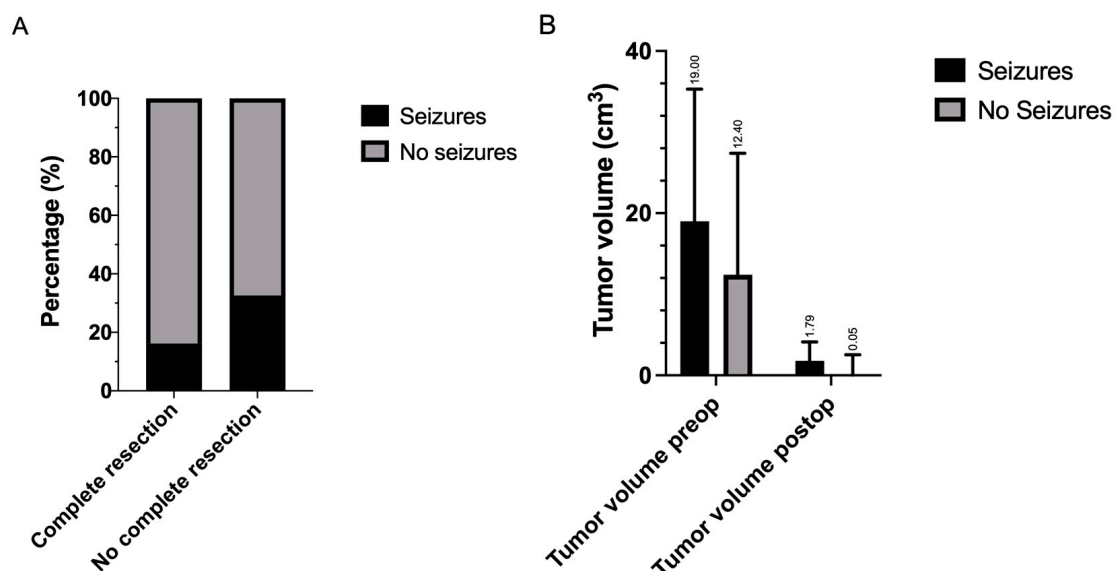 A
Percentage (%)
100
80
60
40
20
0
Complete resection
No complete resection
Seizures
No seizures
B
Tumor volume (cm³)
40
20
0
19.00
12.40
1.79
0.05
Tumor volume preop
Tumor volume postop
Seizures
No Seizures